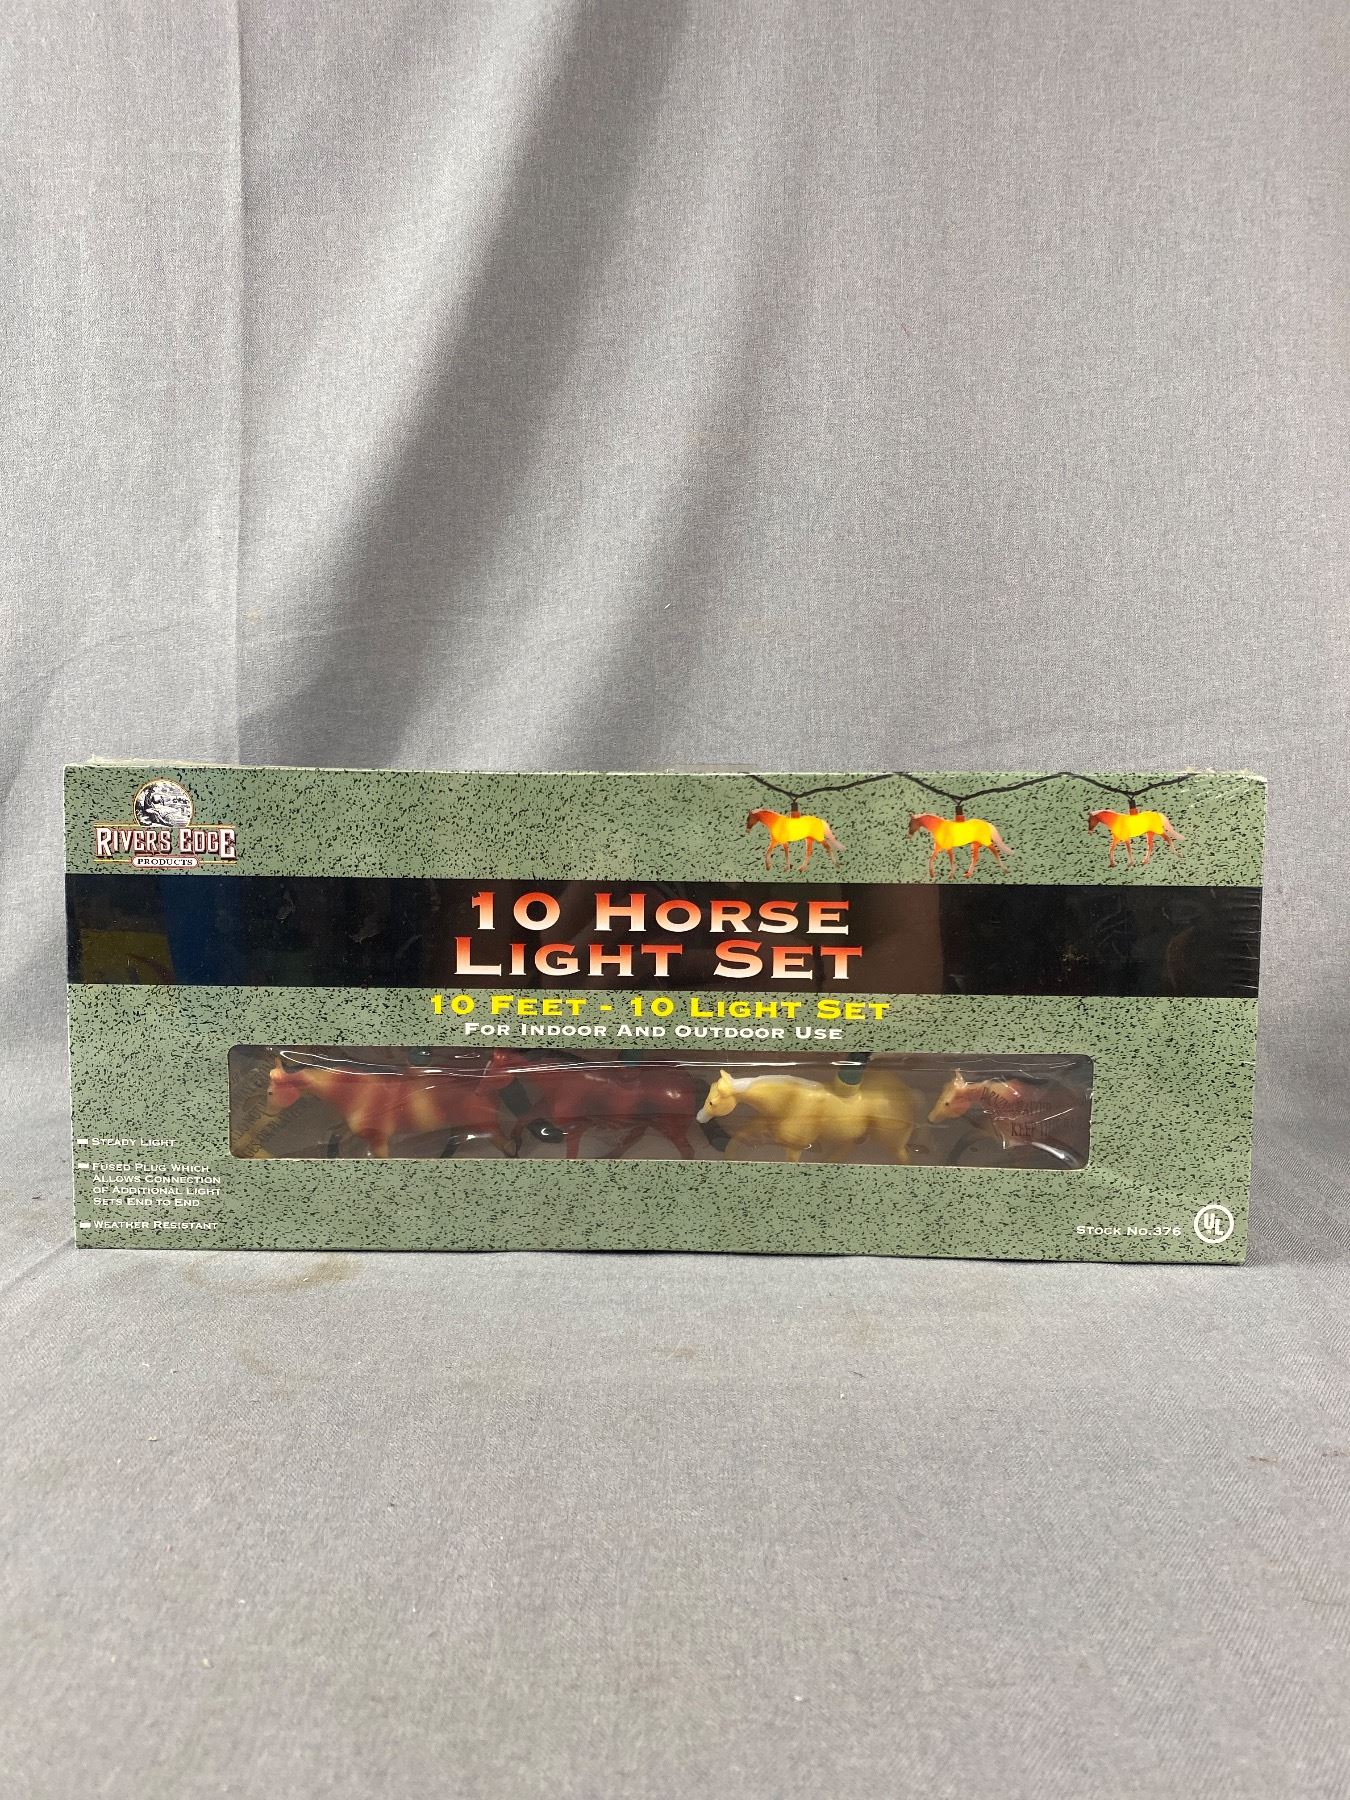 RIVERS EDGE
PRODUCTS
10 HORSE
LIGHT SET
10 FEET - 10 LIGHT SET
FOR INDOOR AND OUTDOOR USE
STEADY LIGHT
FUSED PLUG WHICH
ALLOWS CONNECTION
OF ADDITIONAL LIGHT
SETS END TO END
WEATHER RESISTANT
STOCK NO.376
UL